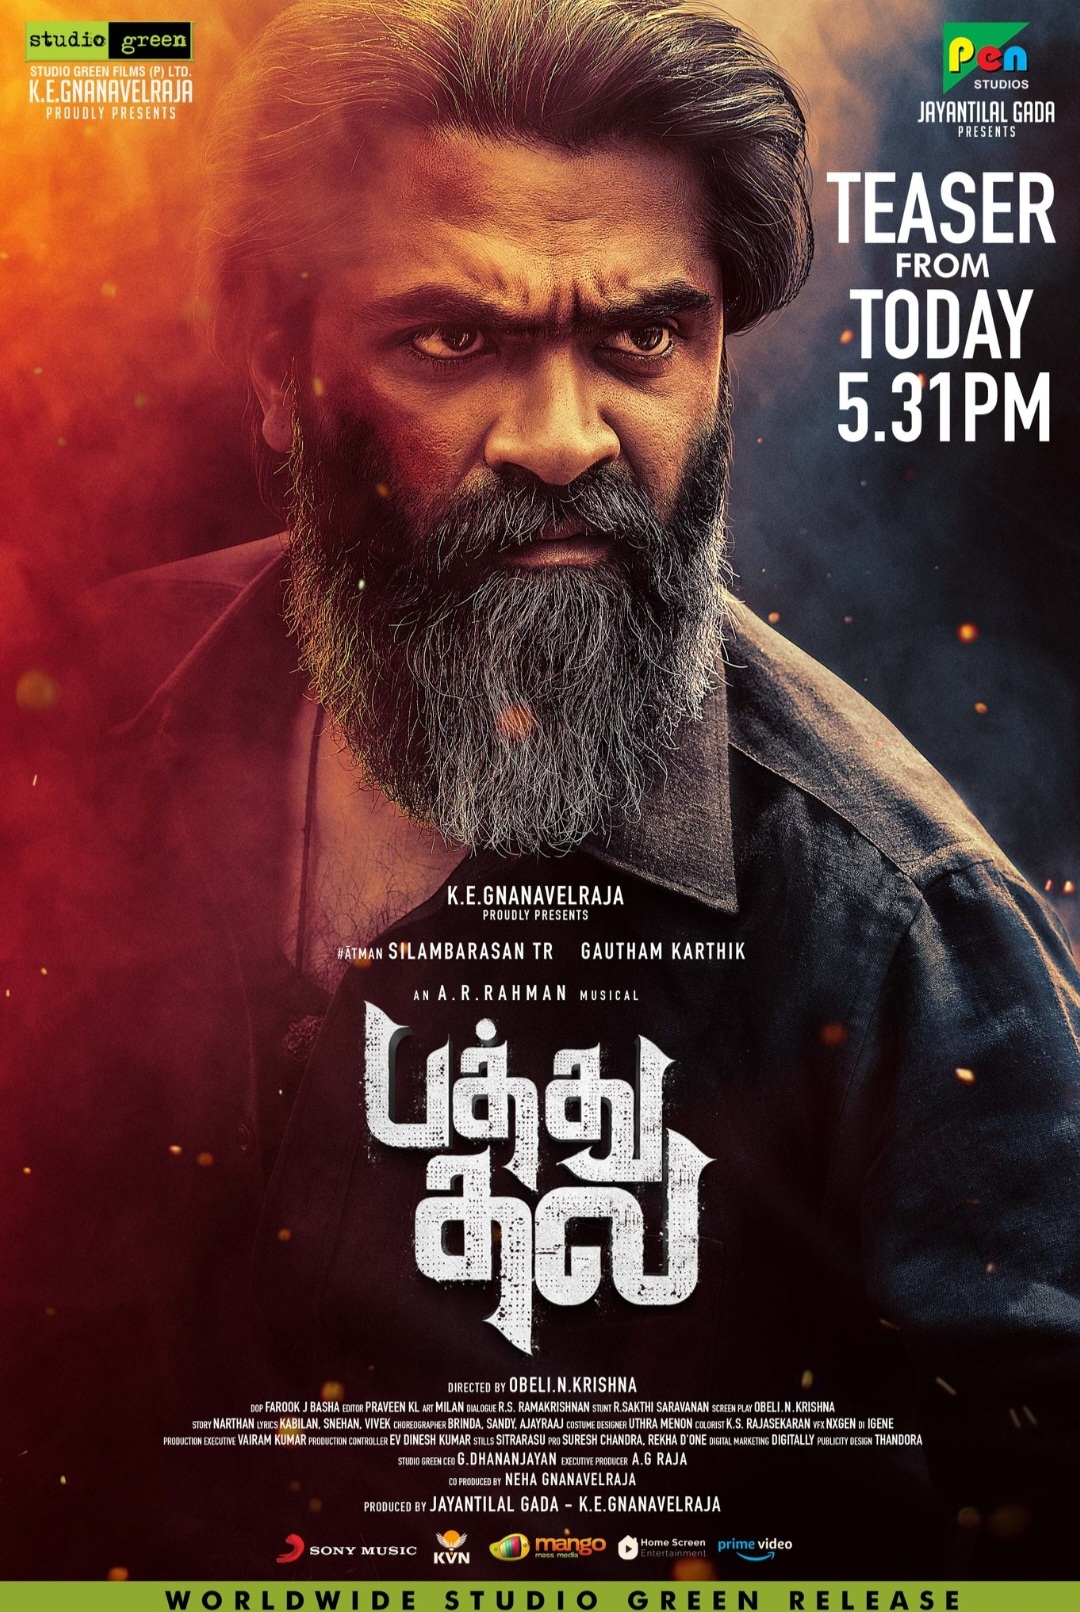 studio green
STUDIO GREEN FILMS (P) LTD.
K.E.GNANAVELRAJA
PROUDLY PRESENTS
Pen
STUDIOS
JAYANTILAL GADA
PRESENTS
TEASER
FROM
TODAY
5.31PM
K.E.GNANAVELRAJA
PROUDLY PRESENTS
#ĀTMAN SILAMBARASAN TR GAUTHAM KARTHIK
AN A.R.RAHMAN MUSICAL
பத்து
தல
DIRECTED BY OBELI.N.KRISHNA
DOP FAROOK J BASHA EDITOR PRAVEEN KL ART MILAN DIALOGUE R.S. RAMAKRISHNAN STUNT R.SAKTHI SARAVANAN SCREEN PLAY OBELI.N.KRISHNA
STORY NARTHAN LYRICS KABILAN, SNEHAN, VIVEK CHOREOGRAPHER BRINDA, SANDY, AJAYRAAJ COSTUME DESIGNER UTHRA MENON COLORIST K.S. RAJASEKARAN VFX NXGEN DI IGENE
PRODUCTION EXECUTIVE VAIRAM KUMAR PRODUCTION CONTROLLER EV DINESH KUMAR STILLS SITRARASU PRO SURESH CHANDRA, REKHA D'ONE DIGITAL MARKETING DIGITALLY PUBLICITY DESIGN THANDORA
STUDIO GREEN CEO G.DHANANJAYAN EXECUTIVE PRODUCER A.G RAJA
CO PRODUCED BY NEHA GNANAVELRAJA
PRODUCED BY JAYANTILAL GADA - K.E.GNANAVELRAJA
SONY MUSIC KVN mango mass media Home Screen Entertainment prime video
WORLDWIDE STUDIO GREEN RELEASE